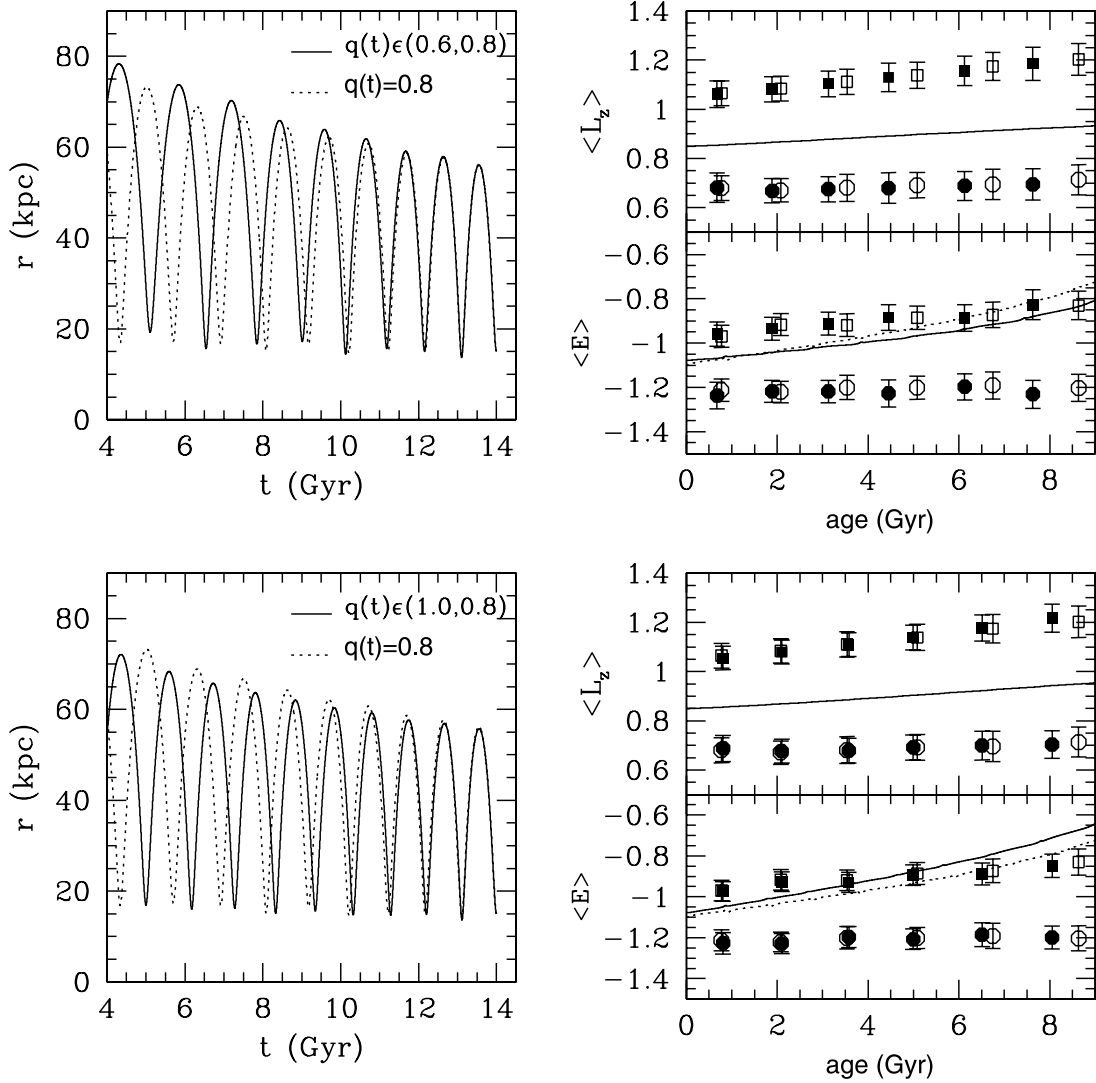 q(t)ϵ(0.6,0.8)
q(t)=0.8
80
60
40
20
0
r (kpc)
4 6 8 10 12 14
t (Gyr)
1.4
1.2
1
0.8
0.6
<L_z>
−0.6
−0.8
−1
−1.2
−1.4
<E>
0 2 4 6 8
age (Gyr)
q(t)ϵ(1.0,0.8)
q(t)=0.8
80
60
40
20
0
r (kpc)
4 6 8 10 12 14
t (Gyr)
1.4
1.2
1
0.8
0.6
<L_z>
−0.6
−0.8
−1
−1.2
−1.4
<E>
0 2 4 6 8
age (Gyr)